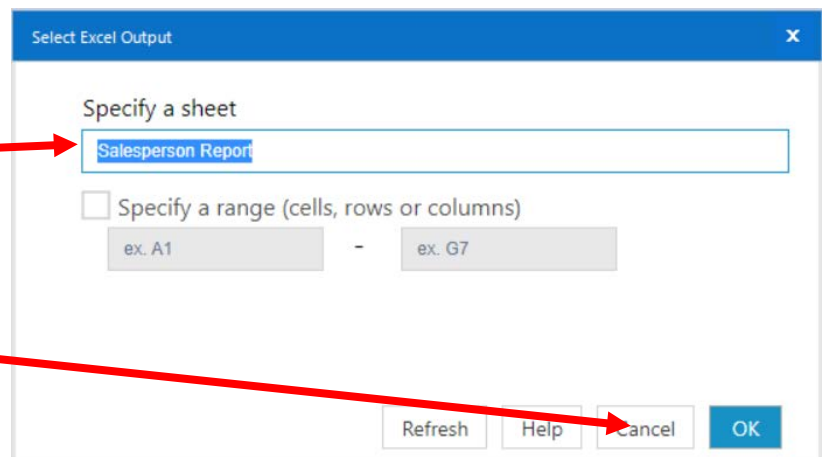 Select Excel Output x
Specify a sheet
Salesperson Report
Specify a range (cells, rows or columns)
ex. A1 - ex. G7
Refresh Help Cancel OK